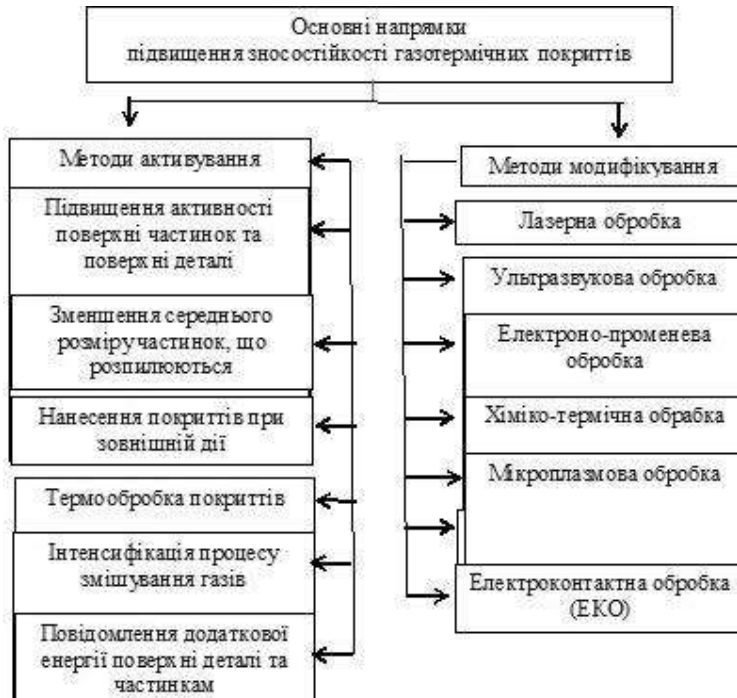 Основні напрямки
підвищення зносостійкості газотермічних покриттів
Методи активування
Підвищення активності
поверхні частинок та
поверхні деталі
Зменшення середнього
розміру частинок, що
розпилюються
Нанесення покриттів при
зовнішній дії
Термообробка покриттів
Інтенсифікація процесу
змішування газів
Повідомлення додаткової
енергії поверхні деталі та
частинкам
Методи модифікування
Лазерна обробка
Ультразвукова обробка
Електроно-променева
обробка
Хіміко-термічна обрабка
Мікроплазмова обробка
Електроконтактна обробка
(ЕКО)